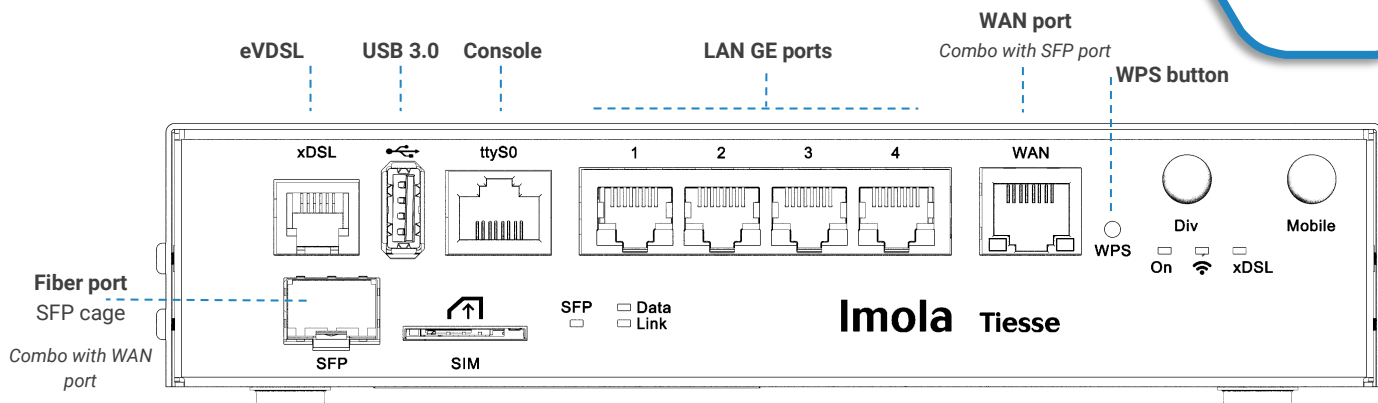 WAN port
Combo with SFP port
eVDSL
USB 3.0
Console
LAN GE ports
WPS button
xDSL
ttyS0
1
2
3
4
WAN
Div
Mobile
WPS
On
xDSL
Fiber port
SFP cage
Combo with WAN
port
SFP
Data
Link
Imola Tiesse
SFP
SIM